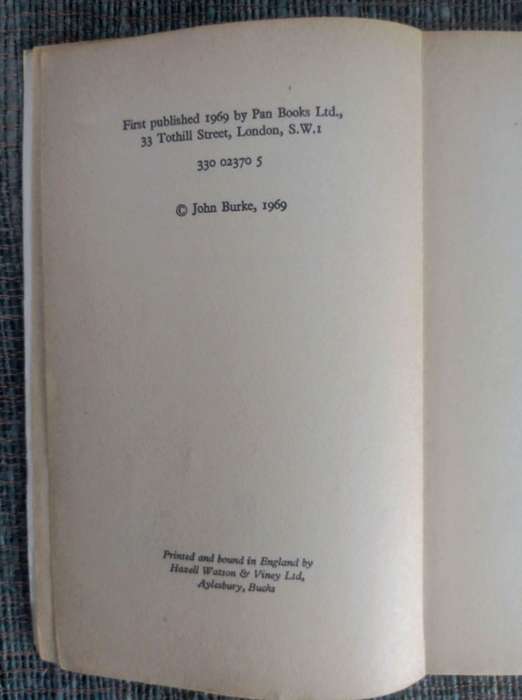 First published 1969 by Pan Books Ltd.,
33 Tothill Street, London, S.W.1
330 02370 5
© John Burke, 1969
Printed and bound in England by
Hazell Watson & Viney Ltd,
Aylesbury, Bucks